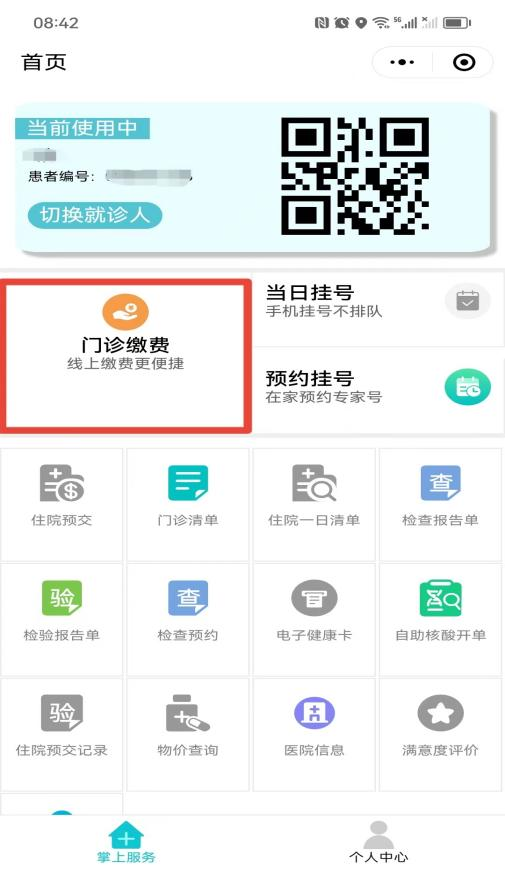 08:42
5G
首页
当前使用中
患者编号：
切换就诊人
门诊缴费
线上缴费更便捷
当日挂号
手机挂号不排队
预约挂号
在家预约专家号
住院预交
门诊清单
住院一日清单
查
检查报告单
验
检验报告单
查
检查预约
电子健康卡
自助核酸开单
验
住院预交记录
物价查询
医院信息
满意度评价
掌上服务
个人中心